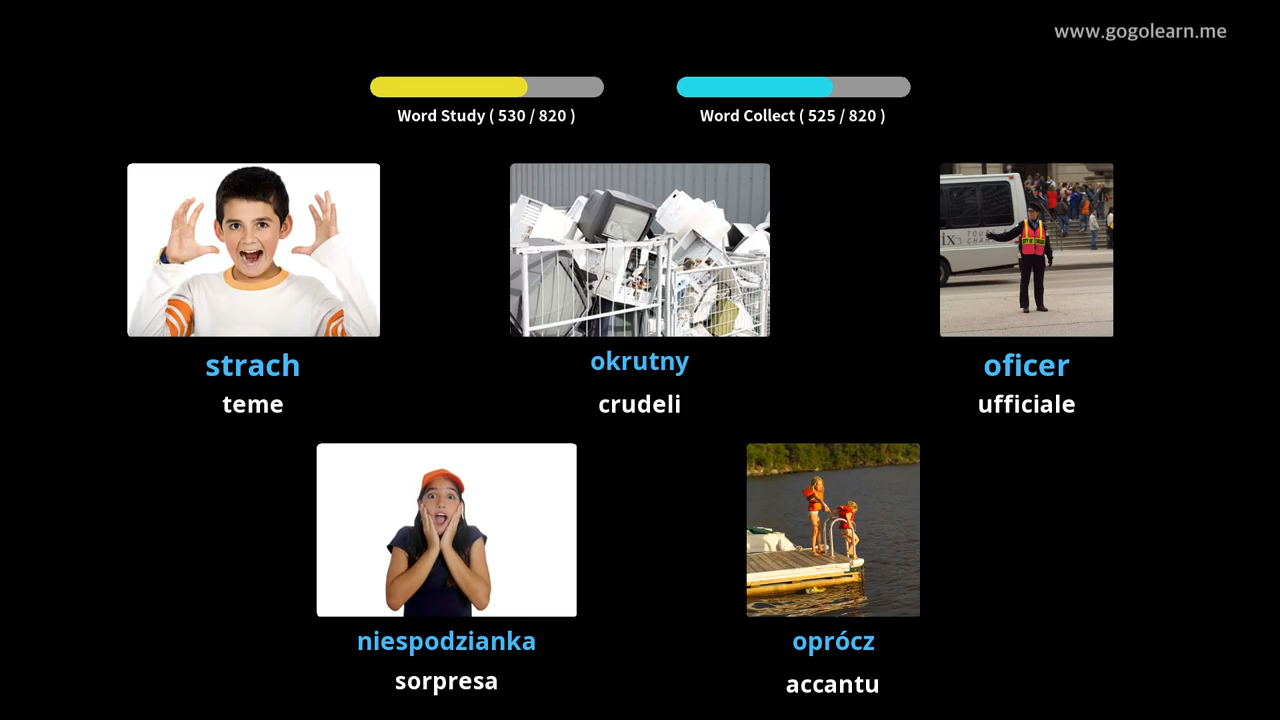 www.gogolearn.me
Word Study ( 530 / 820 )
Word Collect ( 525 / 820 )
strach
teme
okrutny
crudeli
oficer
ufficiale
niespodzianka
sorpresa
oprócz
accantu